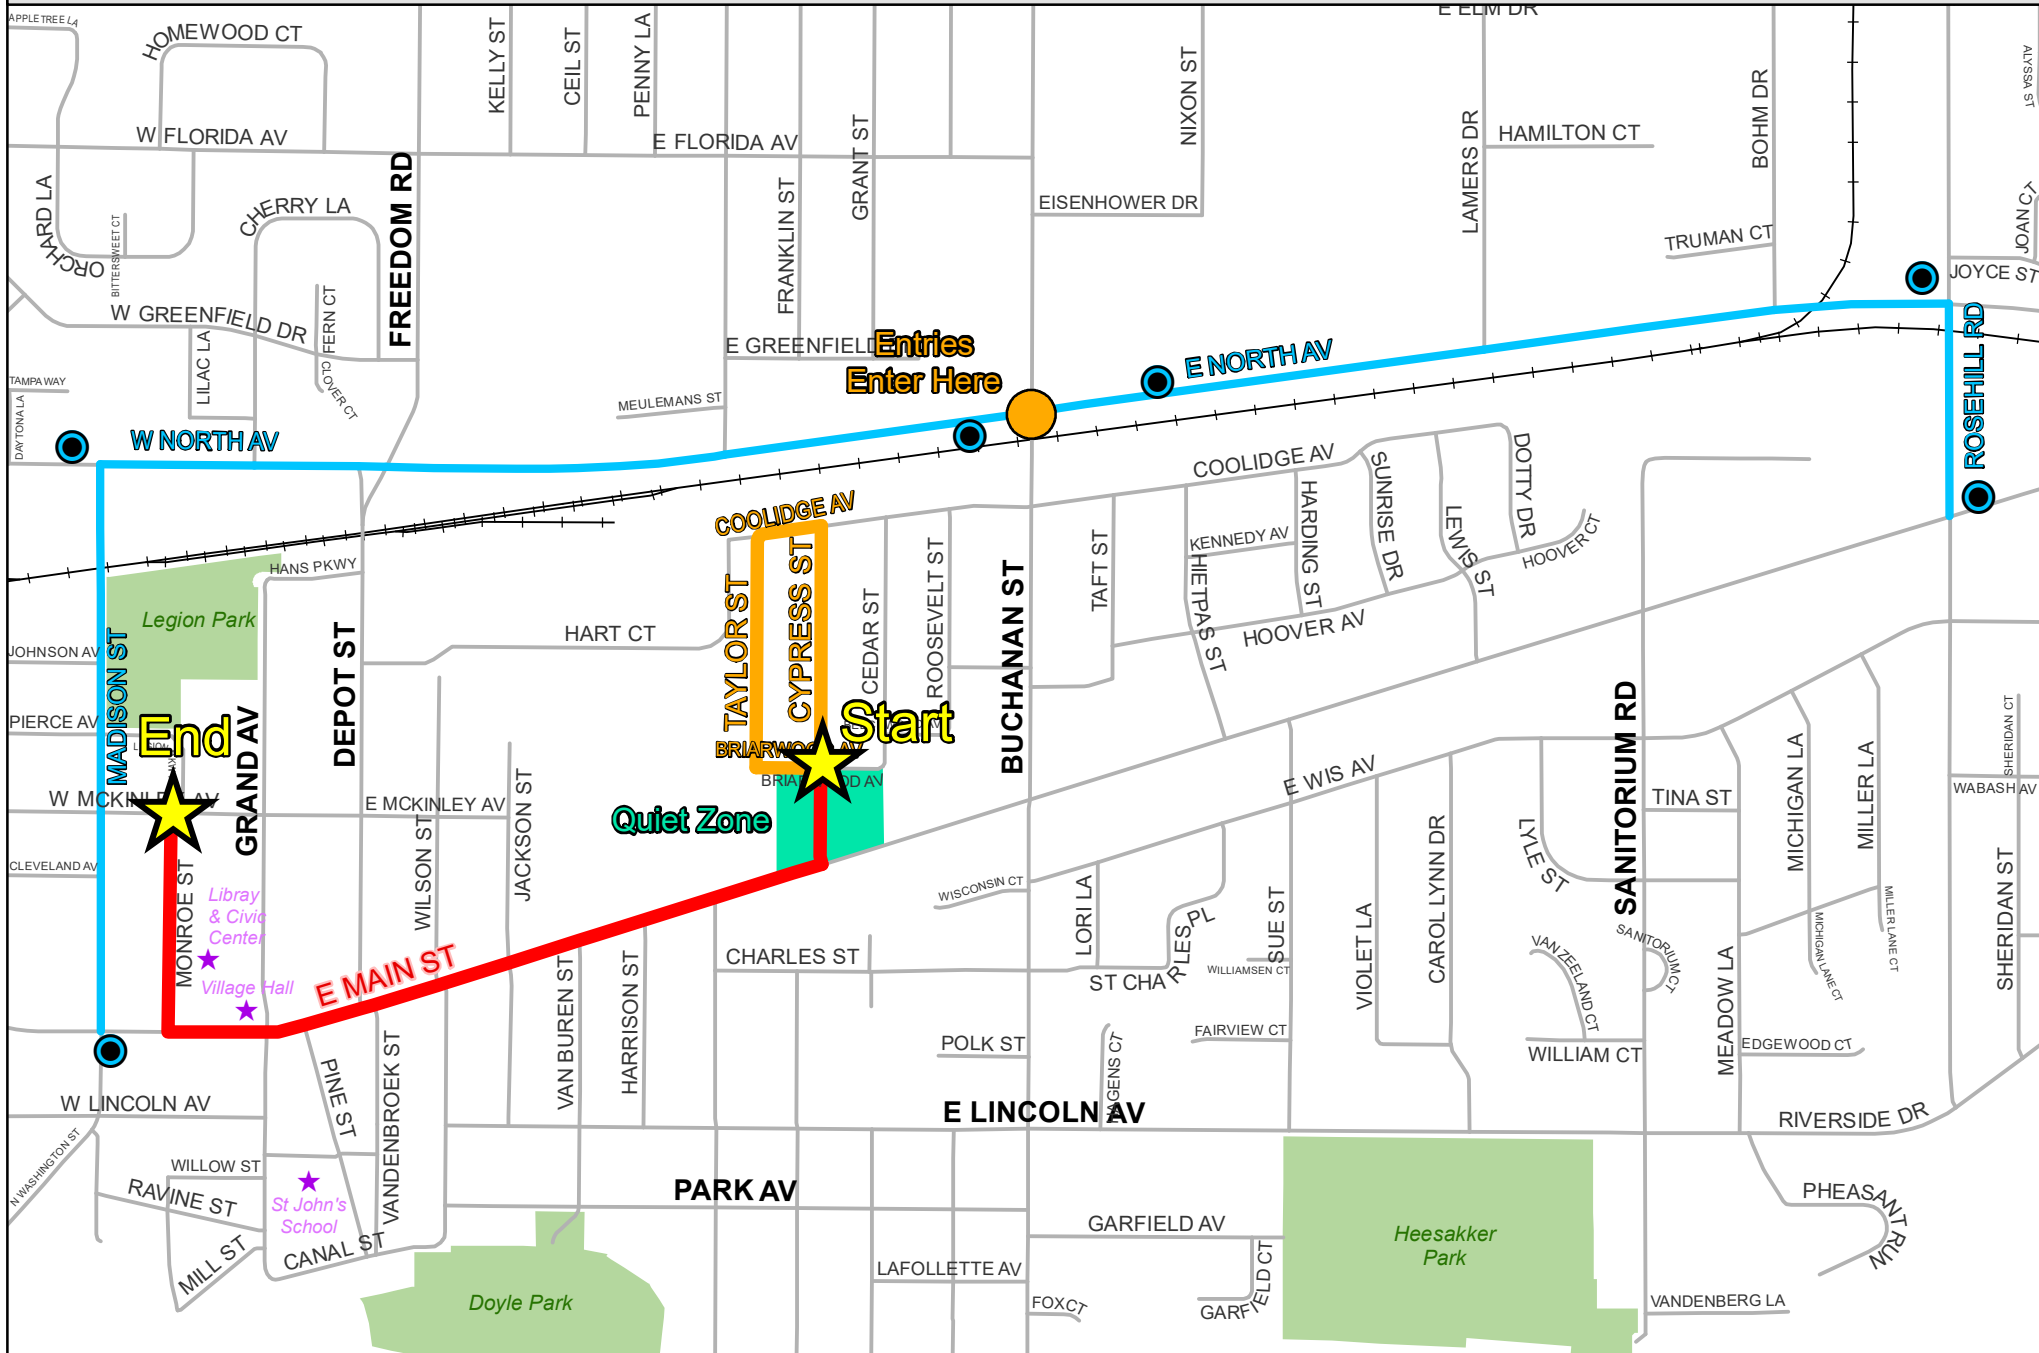 APPLE TREE LA
HOMEWOOD CT
KELLY ST
CEIL ST
PENNY LA
NIXON ST
E ELM DR
LAMERS DR
HAMILTON CT
BOHM DR
ALYSSA ST
W FLORIDA AV
E FLORIDA AV
GRANT ST
FRANKLIN ST
EISENHOWER DR
TRUMAN CT
JOAN CT
JOYCE ST
ORCHARD LA
BITTERSWEET CT
CHERRY LA
FREEDOM RD
W GREENFIELD DR
FERN CT
CLOVER CT
LILAC LA
E GREENFIELD
Entries
Enter Here
E NORTH AV
ROSEHILL RD
TAMPA WAY
DAYTONA LA
MEULEMANS ST
W NORTH AV
COOLIDGE AV
COOLIDGE AV
SUNRISE DR
DOTTY DR
HARDING ST
LEWIS ST
KENNEDY AV
HOOVER CT
HIETPAS ST
HOOVER AV
TAFT ST
HANS PKWY
Legion Park
HART CT
TAYLOR ST
CYPRESS ST
CEDAR ST
ROOSEVELT ST
BUCHANAN ST
JOHNSON AV
MADISON ST
PIERCE AV
DEPOT ST
GRAND AV
End
Start
BRIARWOOD AV
BRIARWOOD AV
Quiet Zone
SANITORIUM RD
E WIS AV
MICHIGAN LA
MILLER LA
SHERIDAN CT
WABASH AV
TINA ST
W MCKINLEY AV
E MCKINLEY AV
JACKSON ST
WILSON ST
CLEVELAND AV
MONROE ST
Libray
& Civic
Center
Village Hall
E MAIN ST
WISCONSIN CT
LORI LA
CHARLES ST
ST CHARLES PL
SUE ST
WILLIAMSEN CT
VIOLET LA
CAROL LYNN DR
LYLE ST
VAN ZEELAND CT
SANITORIUM CT
MEADOW LA
MICHIGAN LANE CT
MILLER LANE CT
SHERIDAN ST
VAN BUREN ST
HARRISON ST
POLK ST
HAGENS CT
FAIRVIEW CT
WILLIAM CT
EDGEWOOD CT
PINE ST
VANDENBROEK ST
W LINCOLN AV
E LINCOLN AV
RIVERSIDE DR
N WASHINGTON ST
WILLOW ST
RAVINE ST
St John's
School
MILL ST
CANAL ST
PARK AV
GARFIELD AV
GARFIELD CT
LAFOLLETTE AV
FOX CT
Doyle Park
Heesakker
Park
PHEASANT RUN
VANDENBERG LA